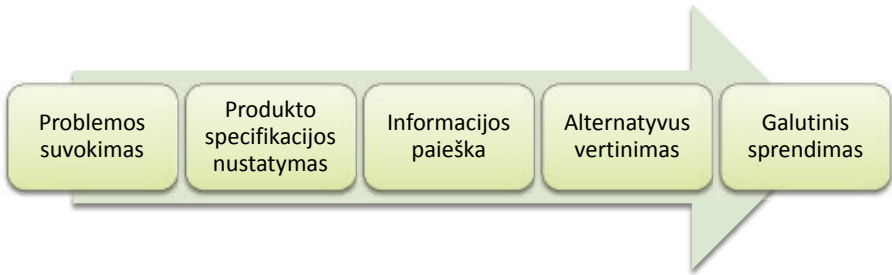 Problemos
suvokimas
Produkto
specifikacijos
nustatymas
Informacijos
paieška
Alternatyvus
vertinimas
Galutinis
sprendimas